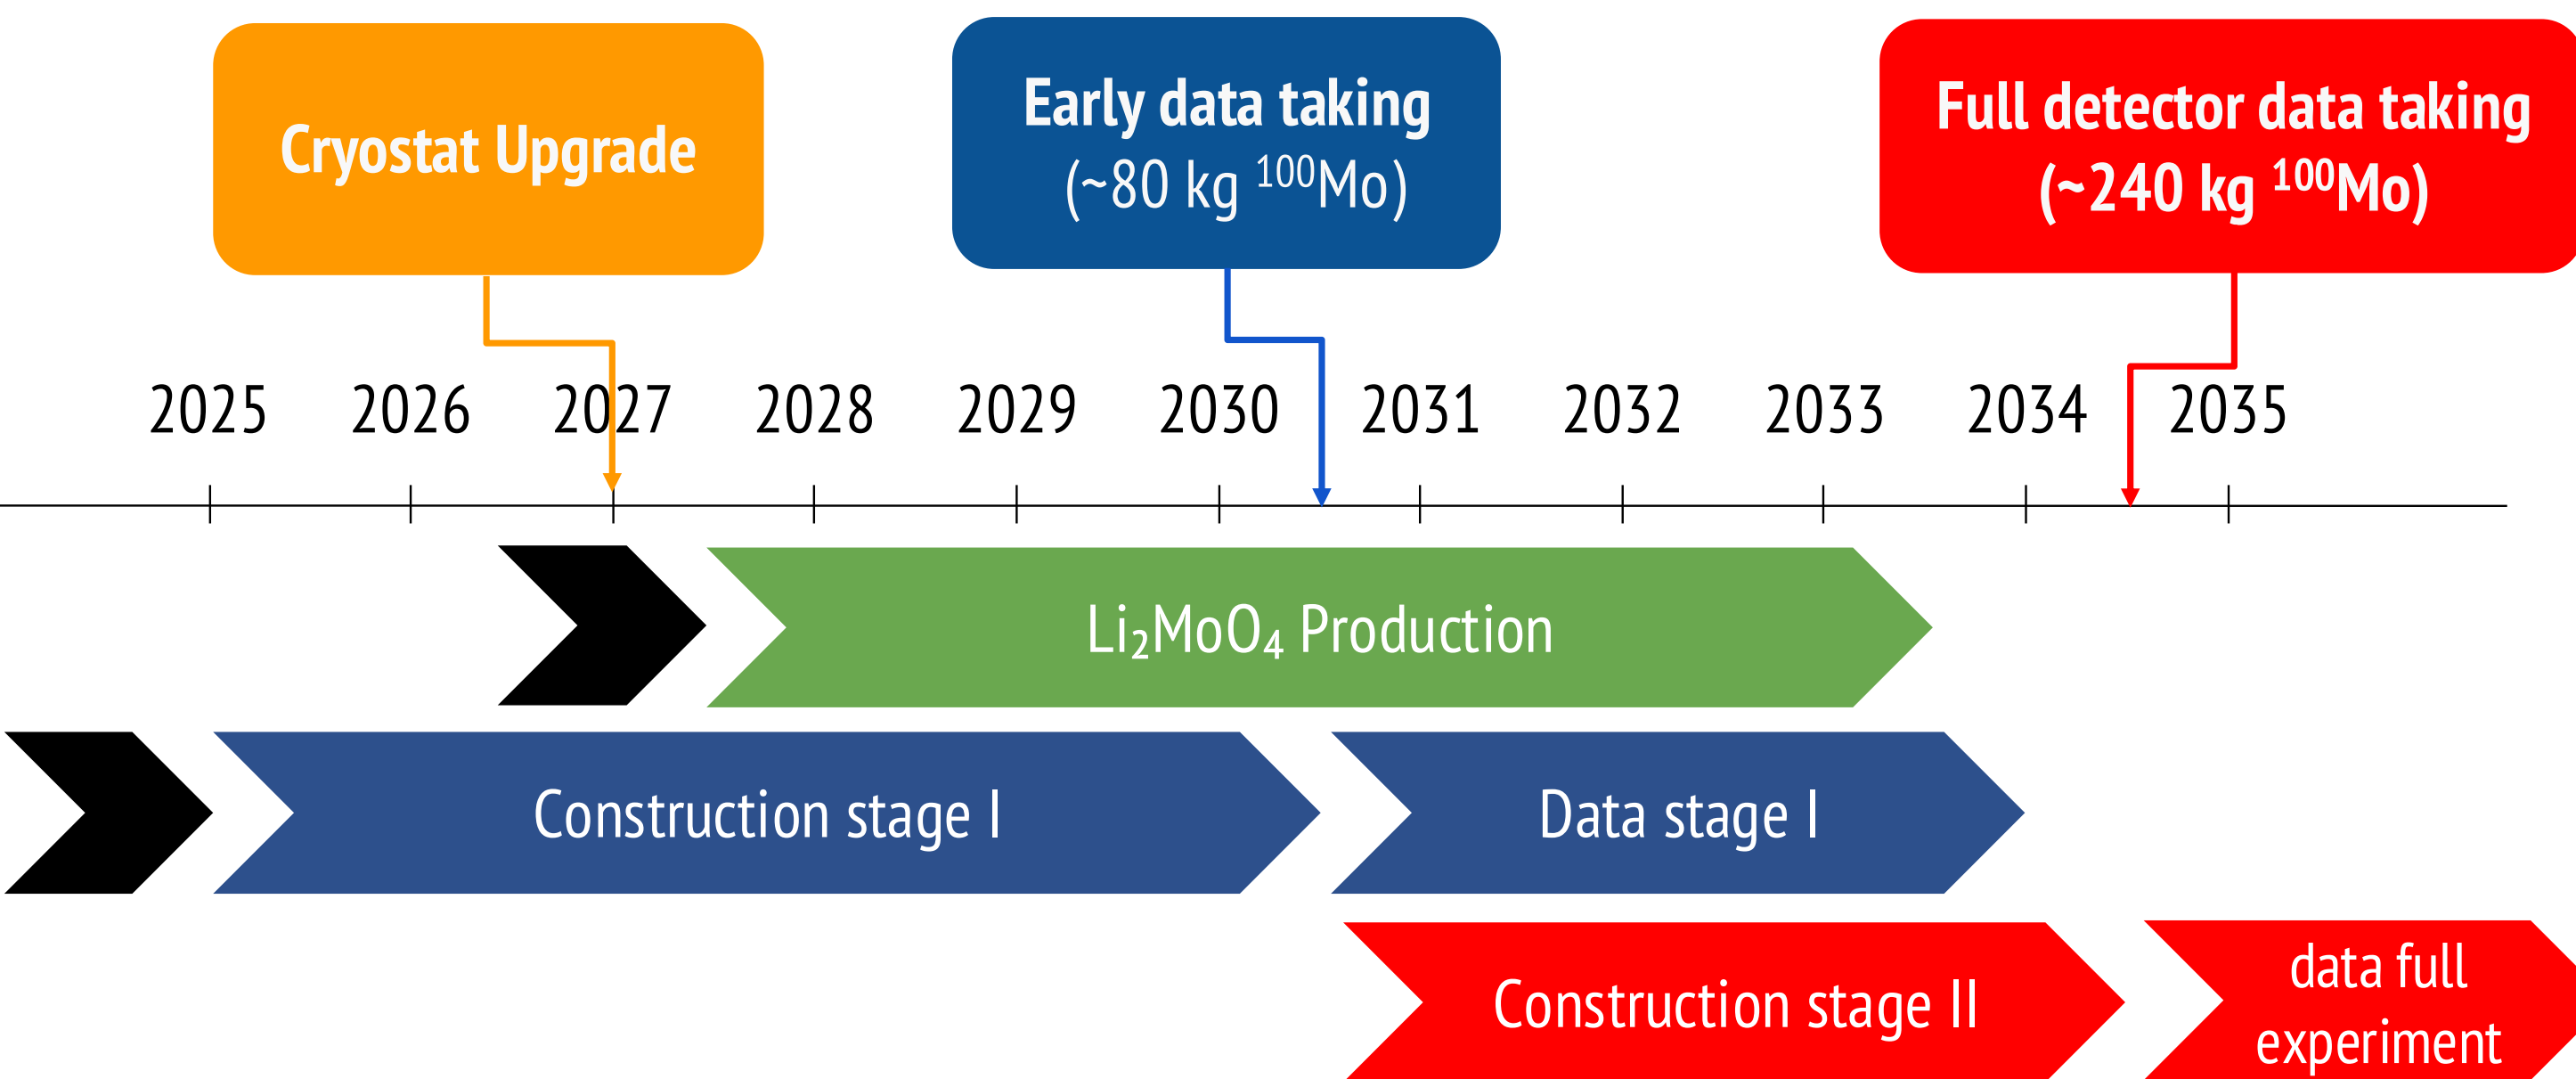 Cryostat Upgrade
Early data taking
(~80 kg ¹⁰⁰Mo)
Full detector data taking
(~240 kg ¹⁰⁰Mo)
2025 2026 2027 2028 2029 2030 2031 2032 2033 2034 2035
Li₂MoO₄ Production
Construction stage I
Data stage I
Construction stage II
data full
experiment